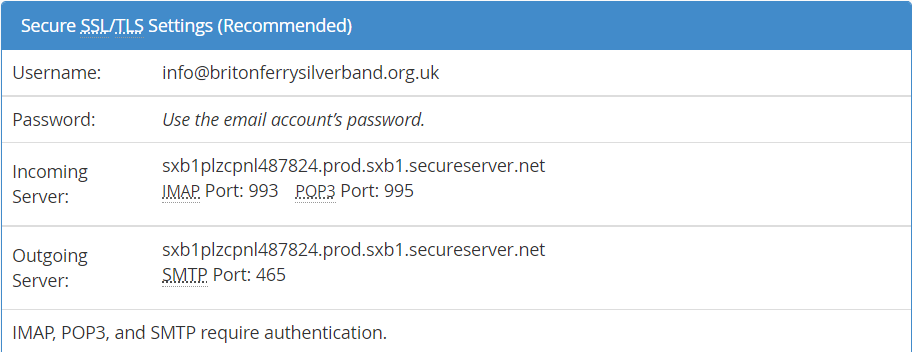 Secure SSL/TLS Settings (Recommended)
Username: info@britonferrysilverband.org.uk
Password: Use the email account’s password.
Incoming Server: sxb1plzcpnl487824.prod.sxb1.secureserver.net
IMAP Port: 993 POP3 Port: 995
Outgoing Server: sxb1plzcpnl487824.prod.sxb1.secureserver.net
SMTP Port: 465
IMAP, POP3, and SMTP require authentication.